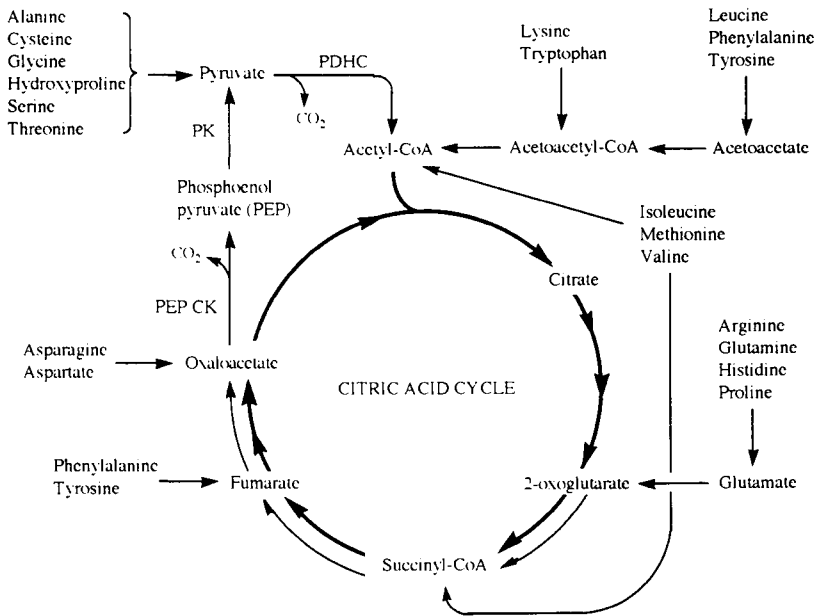 Alanine
Cysteine
Glycine
Hydroxyproline
Serine
Threonine
Pyruvate
PDHC
CO2
Lysine
Tryptophan
Leucine
Phenylalanine
Tyrosine
PK
Acetyl-CoA
Acetoacetyl-CoA
Acetoacetate
Phosphoenol
pyruvate (PEP)
CO2
PEP CK
Isoleucine
Methionine
Valine
Citrate
Asparagine
Aspartate
Oxaloacetate
CITRIC ACID CYCLE
Arginine
Glutamine
Histidine
Proline
Phenylalanine
Tyrosine
Fumarate
2-oxoglutarate
Glutamate
Succinyl-CoA